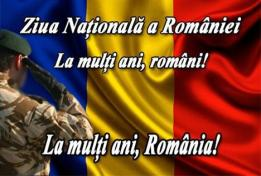 Ziua Națională a României
La mulți ani, români!
La mulți ani, România!